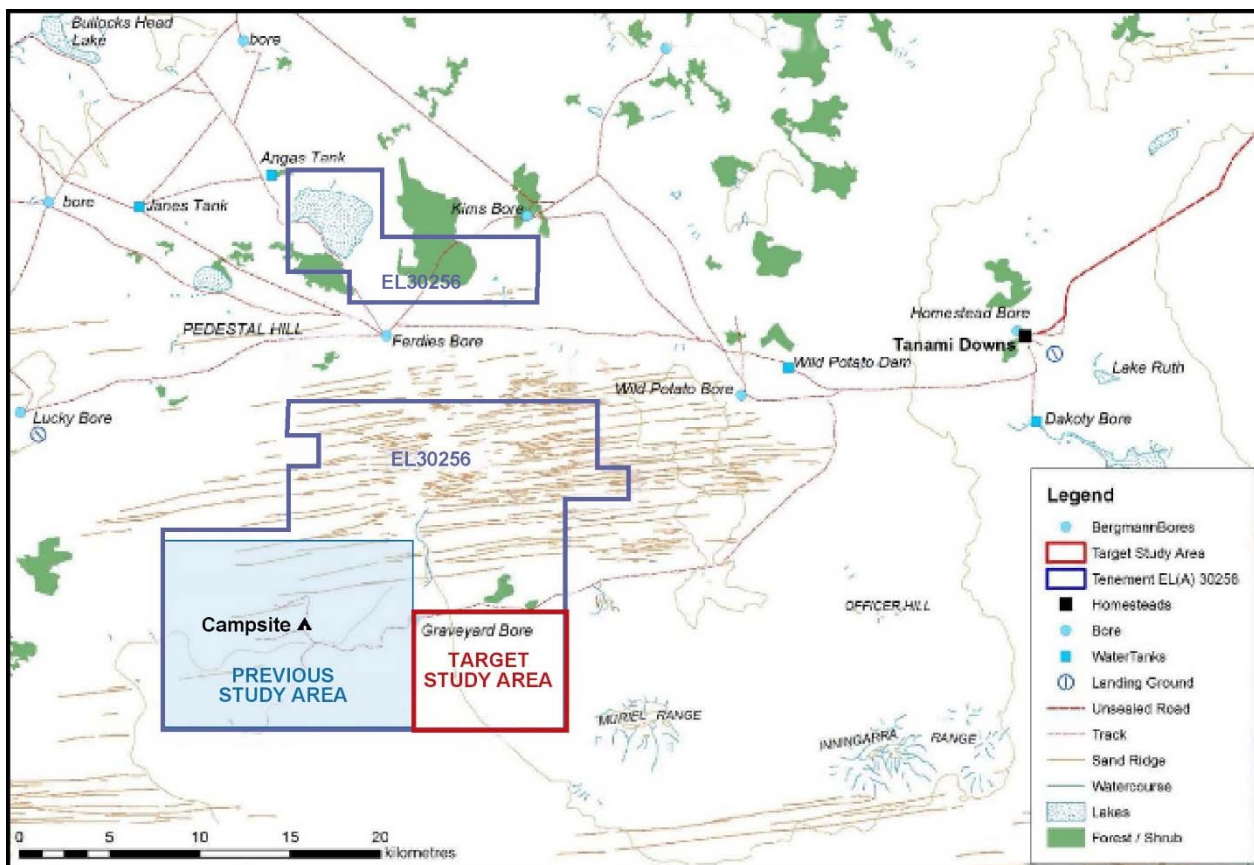 Bullocks Head
Lake
bore
Angas Tank
bore
Janes Tank
Kims Bore
EL30256
PEDESTAL HILL
Ferdies Bore
Homestead Bore
Tanami Downs
Wild Potato Dam
Lake Ruth
Wild Potato Bore
Lucky Bore
Dakoty Bore
EL30256
Legend
BergmannBores
Target Study Area
Tenement EL(A) 30256
Homesteads
Bore
WaterTanks
Landing Ground
Unsealed Road
Track
Sand Ridge
Watercourse
Lakes
Forest / Shrub
OFFICER HILL
Campsite
Graveyard Bore
PREVIOUS
STUDY AREA
TARGET
STUDY AREA
MURIEL RANGE
INNINGARRA RANGE
0 5 10 15 20
kilometres